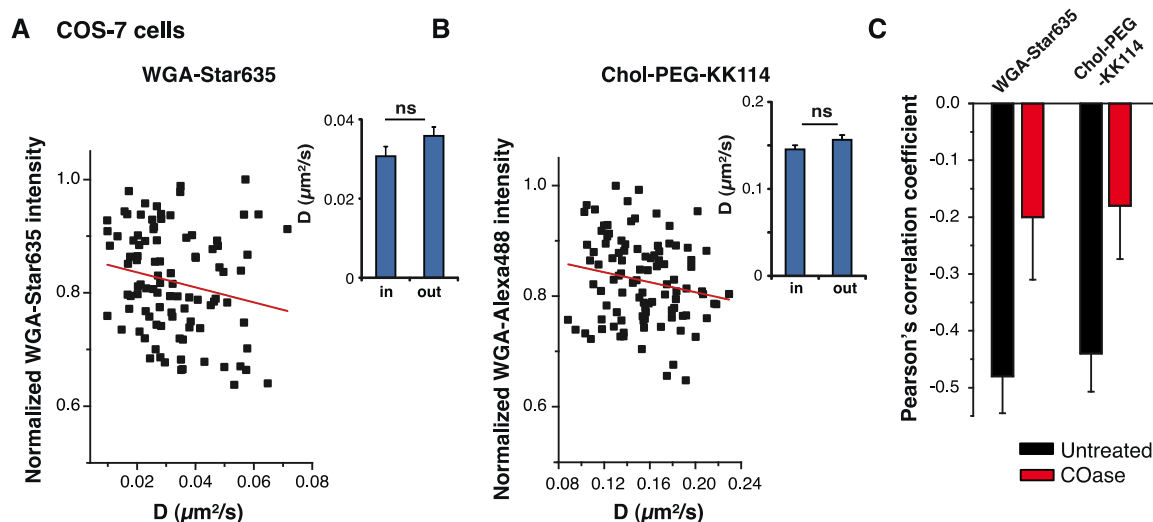 A COS-7 cells
WGA-Star635
Normalized WGA-Star635 intensity
1.0
0.8
0.6
0.02 0.04 0.06 0.08
D (µm²/s)
ns
D (µm²/s)
0.04
0.02
0
in out
B
Chol-PEG-KK114
Normalized WGA-Alexa488 intensity
1.0
0.8
0.6
0.08 0.12 0.16 0.20 0.24
D (µm²/s)
ns
D (µm²/s)
0.2
0.1
0
in out
C
WGA-Star635
Chol-PEG
-KK114
Pearson's correlation coefficient
0.0
-0.1
-0.2
-0.3
-0.4
-0.5
Untreated
COase